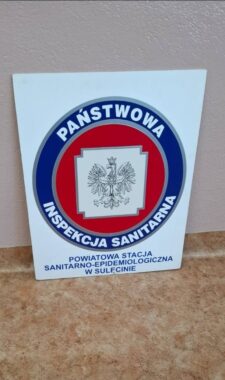 PAŃSTWOWA
INSPEKCJA SANITARNA
POWIATOWA STACJA
SANITARNO-EPIDEMIOLOGICZNA
W SULĘCINIE